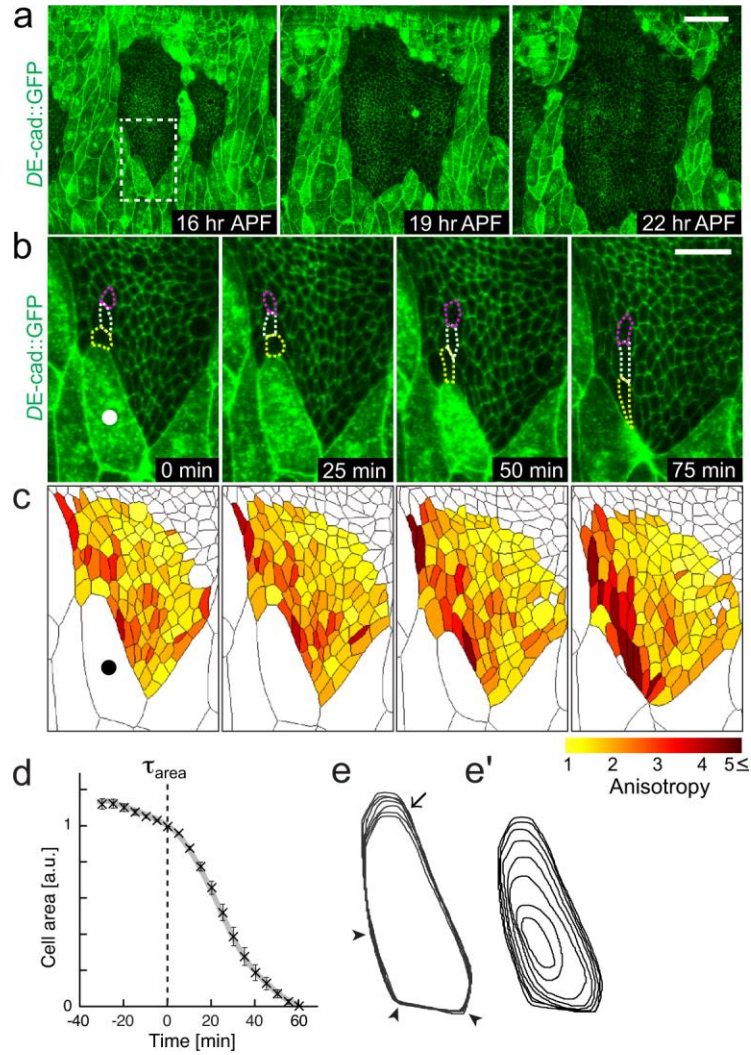 a
16 hr APF 19 hr APF 22 hr APF
b
DE-cad::GFP
DE-cad::GFP
0 min 25 min 50 min 75 min
c
1 2 3 4 5≤
Anisotropy
d
τarea
e e'
Cell area [a.u.]
1
0
-40 -20 0 20 40 60
Time [min]